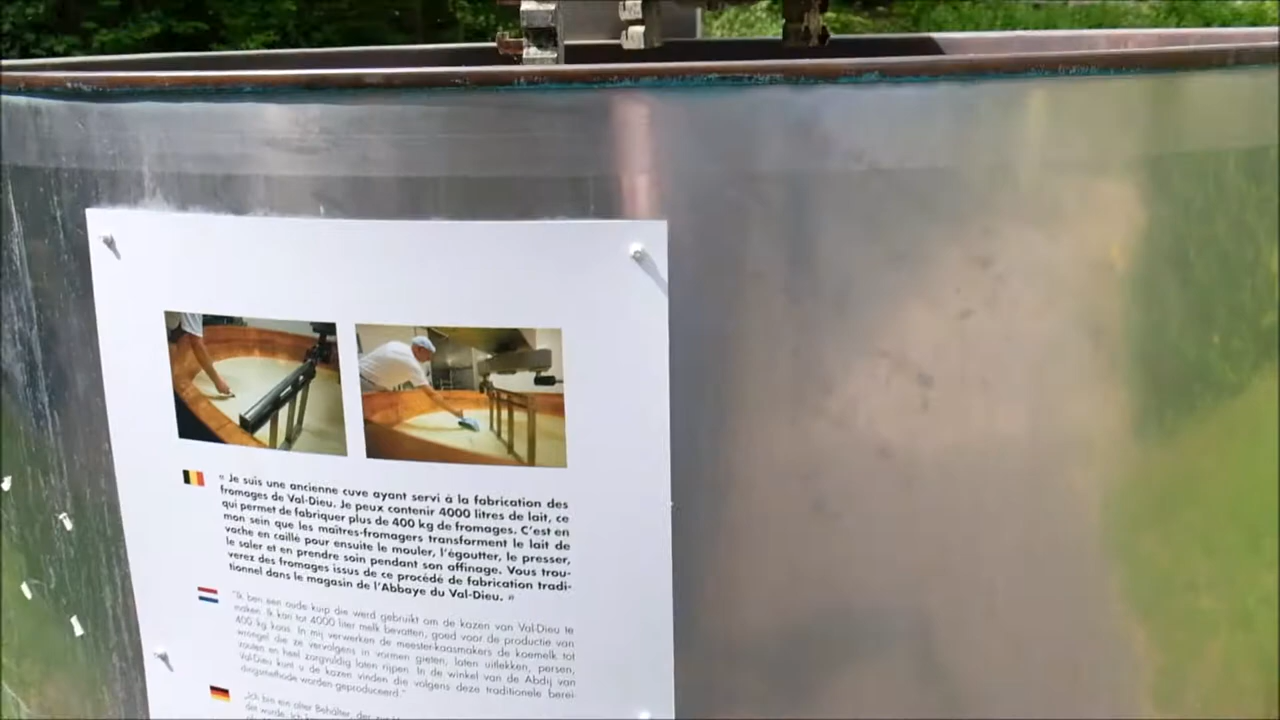 « Je suis une ancienne cuve ayant servi à la fabrication des
fromages de Val-Dieu. Je peux contenir 4000 litres de lait, ce
qui permet de fabriquer plus de 400 kg de fromages. C'est en
mon sein que les maîtres-fromagers transforment le lait de
vache en caillé pour ensuite le mouler, l'égoutter, le presser,
le saler et en prendre soin pendant son affinage. Vous trou-
verez des fromages issus de ce procédé de fabrication tradi-
tionnel dans le magasin de l'Abbaye du Val-Dieu. »
"Ik ben een oude kuip die werd gebruikt om de kazen van Val-Dieu te
maken. Ik kan tot 4000 liter melk bevatten, goed voor de productie van
400 kg kaas. In mij verwerken de meester-kaasmakers de koemelk tot
wrongel die ze vervolgens in vormen gieten, laten uitlekken, persen,
zouten en heel zorgvuldig laten rijpen. In de winkel van de Abdij van
Val-Dieu kunt u de kazen vinden die volgens deze traditionele berei-
dingsmethode worden geproduceerd."
„Ich bin ein alter Behälter, der
der wurde. Ich